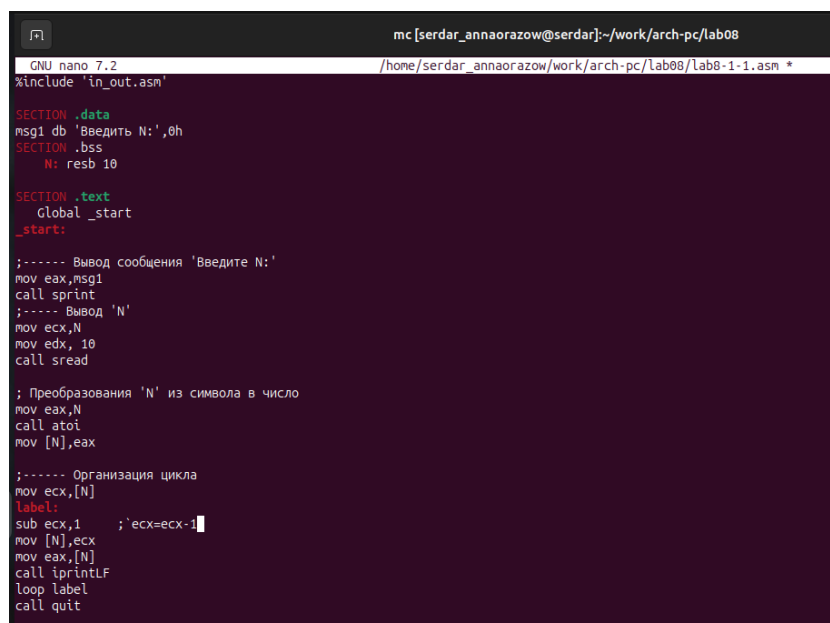 mc [serdar_annaorazow@serdar]:~/work/arch-pc/lab08
GNU nano 7.2 /home/serdar_annaorazow/work/arch-pc/lab08/lab8-1-1.asm *
%include 'in_out.asm'
SECTION .data
msg1 db 'Введить N:',0h
SECTION .bss
N: resb 10
SECTION .text
Global _start
_start:
;------ Вывод сообщения 'Введите N:'
mov eax,msg1
call sprint
;----- Вывод 'N'
mov ecx,N
mov edx, 10
call sread
; Преобразования 'N' из символа в число
mov eax,N
call atoi
mov [N],eax
;------ Организация цикла
mov ecx,[N]
label:
sub ecx,1 ;`ecx=ecx-1
mov [N],ecx
mov eax,[N]
call iprintLF
loop label
call quit